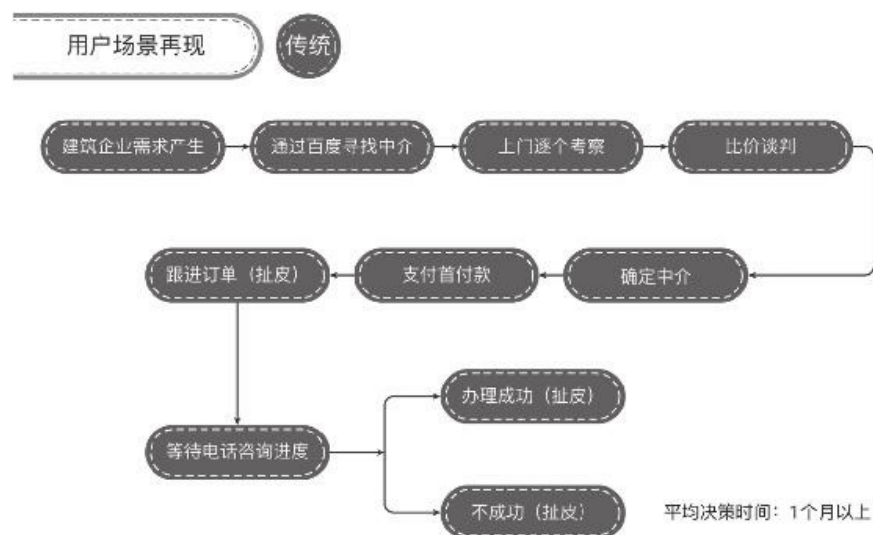 用户场景再现
传统
建筑企业需求产生
通过百度寻找中介
上门逐个考察
比价谈判
确定中介
支付首付款
跟进订单（扯皮）
等待电话咨询进度
办理成功（扯皮）
不成功（扯皮）
平均决策时间：1个月以上